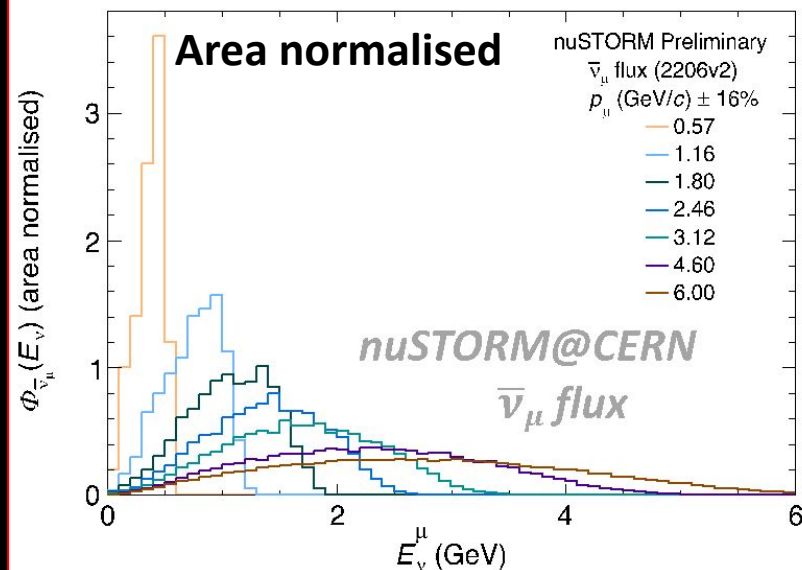 Area normalised
nuSTORM Preliminary
ν̅μ flux (2206v2)
pμ (GeV/c) ± 16%
0.57
1.16
1.80
2.46
3.12
4.60
6.00
nuSTORM@CERN
ν̅μ flux
Φν̅μ(Eν) (area normalised)
3
2
1
0
0 2 4 6
μ
Eν (GeV)